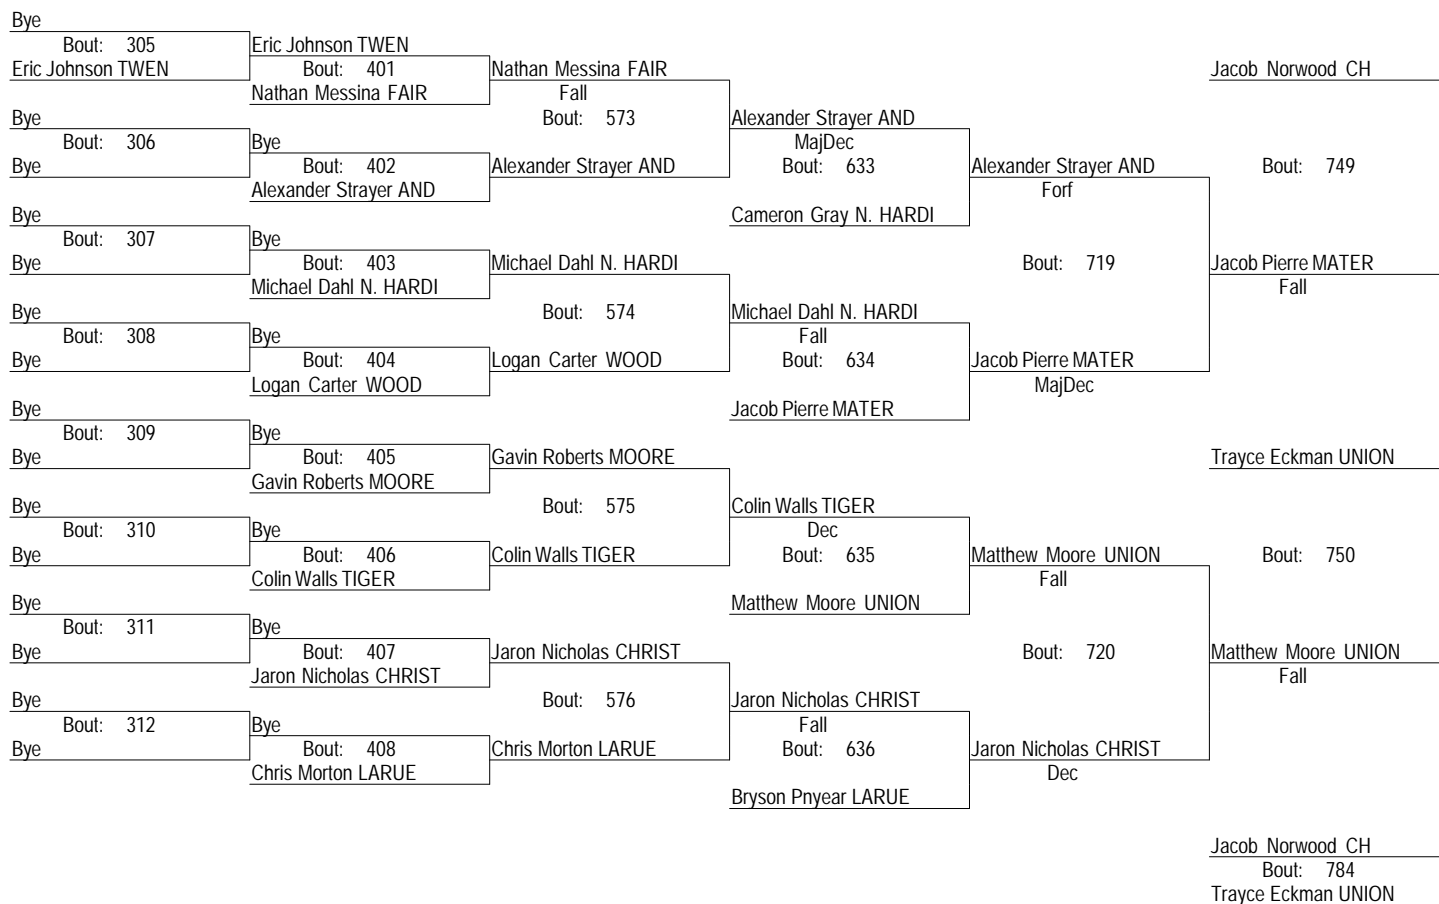 Bye
Bout: 305 Eric Johnson TWEN
Eric Johnson TWEN Bout: 401 Nathan Messina FAIR Jacob Norwood CH
Nathan Messina FAIR Fall
Bye Bout: 573 Alexander Strayer AND
Bout: 306 Bye MajDec
Bye Bout: 402 Alexander Strayer AND Bout: 633 Alexander Strayer AND Bout: 749
Alexander Strayer AND Forf
Bye Cameron Gray N. HARDI
Bout: 307 Bye
Bye Bout: 403 Michael Dahl N. HARDI Bout: 719 Jacob Pierre MATER
Michael Dahl N. HARDI Fall
Bye Bout: 574 Michael Dahl N. HARDI
Bout: 308 Bye Fall
Bye Bout: 404 Logan Carter WOOD Bout: 634 Jacob Pierre MATER
Logan Carter WOOD MajDec
Bye Jacob Pierre MATER
Bout: 309 Bye
Bye Bout: 405 Gavin Roberts MOORE Trayce Eckman UNION
Gavin Roberts MOORE
Bye Bout: 575 Colin Walls TIGER
Bout: 310 Bye Dec
Bye Bout: 406 Colin Walls TIGER Bout: 635 Matthew Moore UNION Bout: 750
Colin Walls TIGER Fall
Bye Matthew Moore UNION
Bout: 311 Bye
Bye Bout: 407 Jaron Nicholas CHRIST Bout: 720 Matthew Moore UNION
Jaron Nicholas CHRIST Fall
Bye Bout: 576 Jaron Nicholas CHRIST
Bout: 312 Bye Fall
Bye Bout: 408 Chris Morton LARUE Bout: 636 Jaron Nicholas CHRIST
Chris Morton LARUE Dec
Bryson Pnyear LARUE
Jacob Norwood CH
Bout: 784
Trayce Eckman UNION